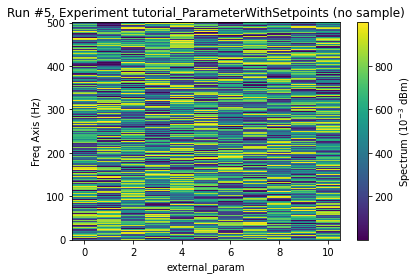 Run #5, Experiment tutorial_ParameterWithSetpoints (no sample)
500
400
300
200
100
0
Freq Axis (Hz)
0 2 4 6 8 10
external_param
800
600
400
200
Spectrum (10⁻³ dBm)